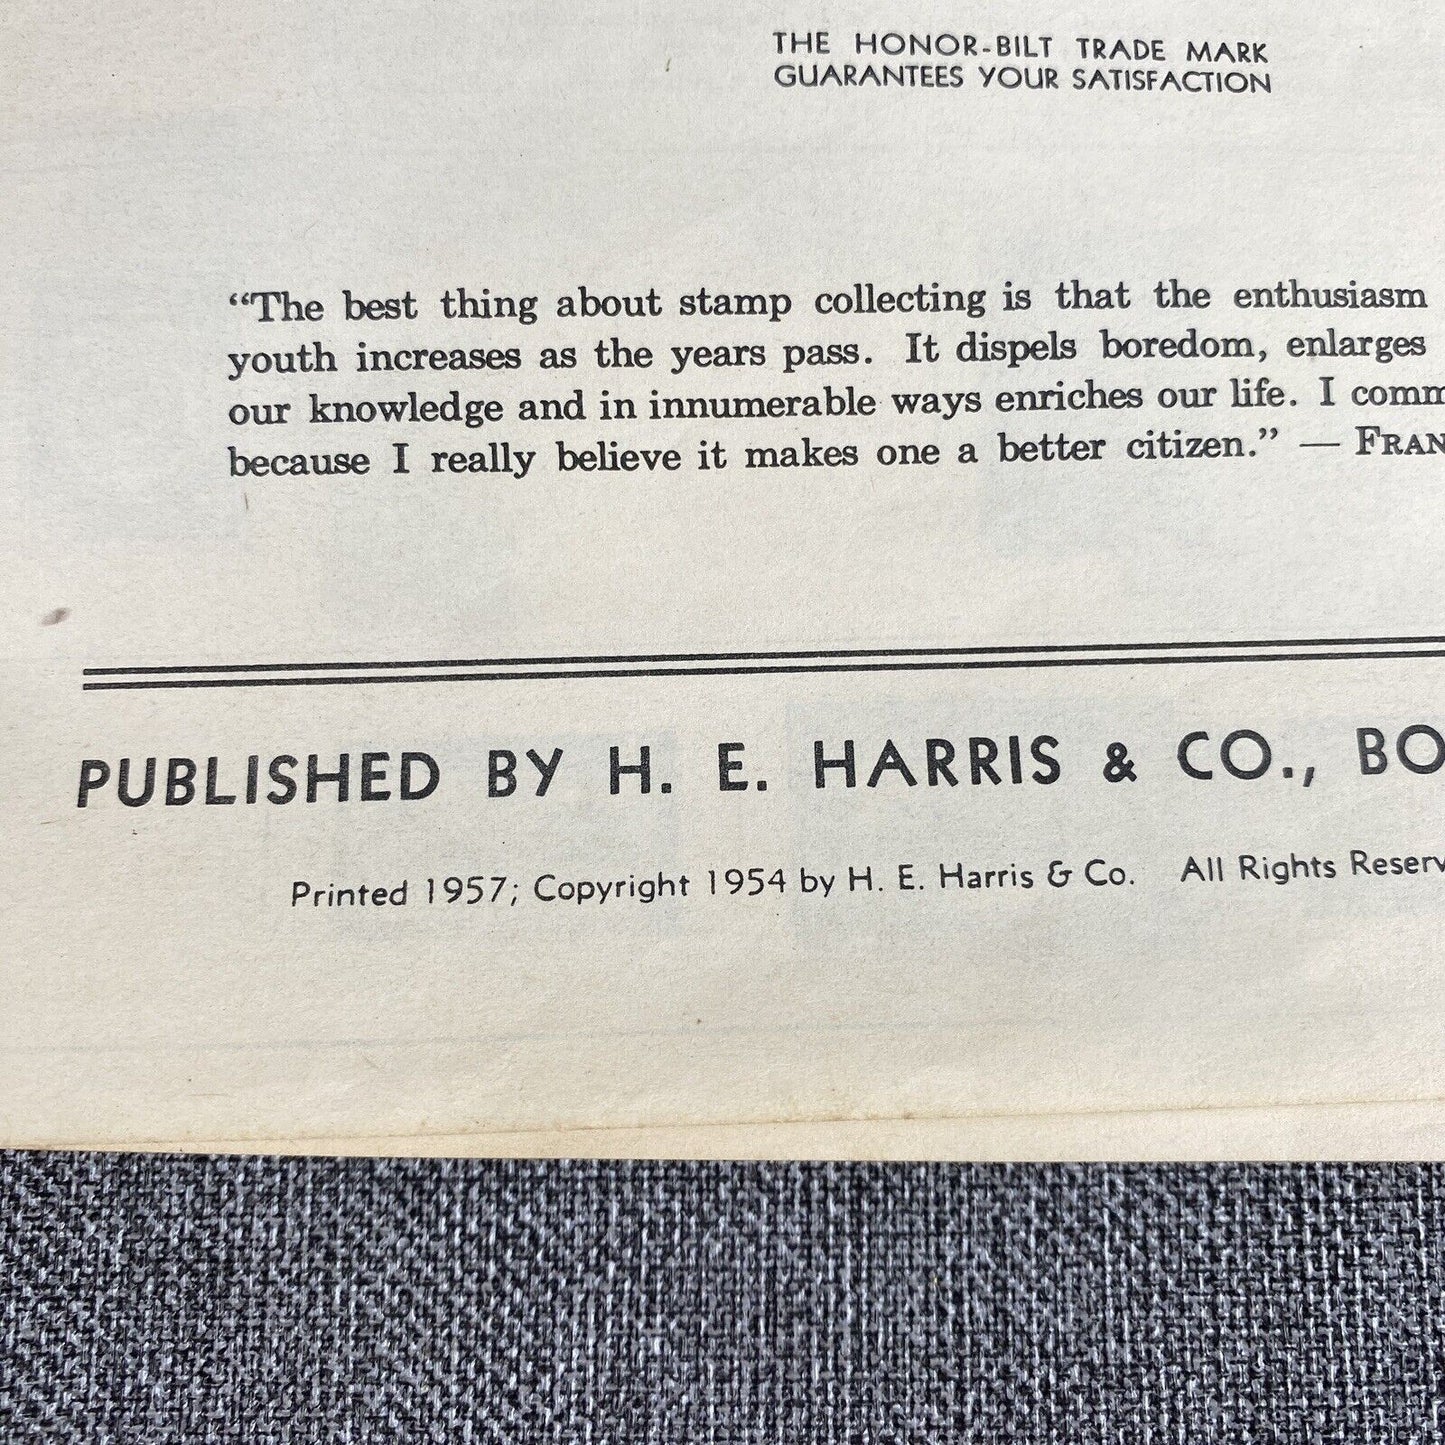 THE HONOR-BILT TRADE MARK
GUARANTEES YOUR SATISFACTION
“The best thing about stamp collecting is that the enthusiasm
youth increases as the years pass. It dispels boredom, enlarges
our knowledge and in innumerable ways enriches our life. I comm
because I really believe it makes one a better citizen.” — FRAN
PUBLISHED BY H. E. HARRIS & CO., BO
Printed 1957; Copyright 1954 by H. E. Harris & Co. All Rights Reserv